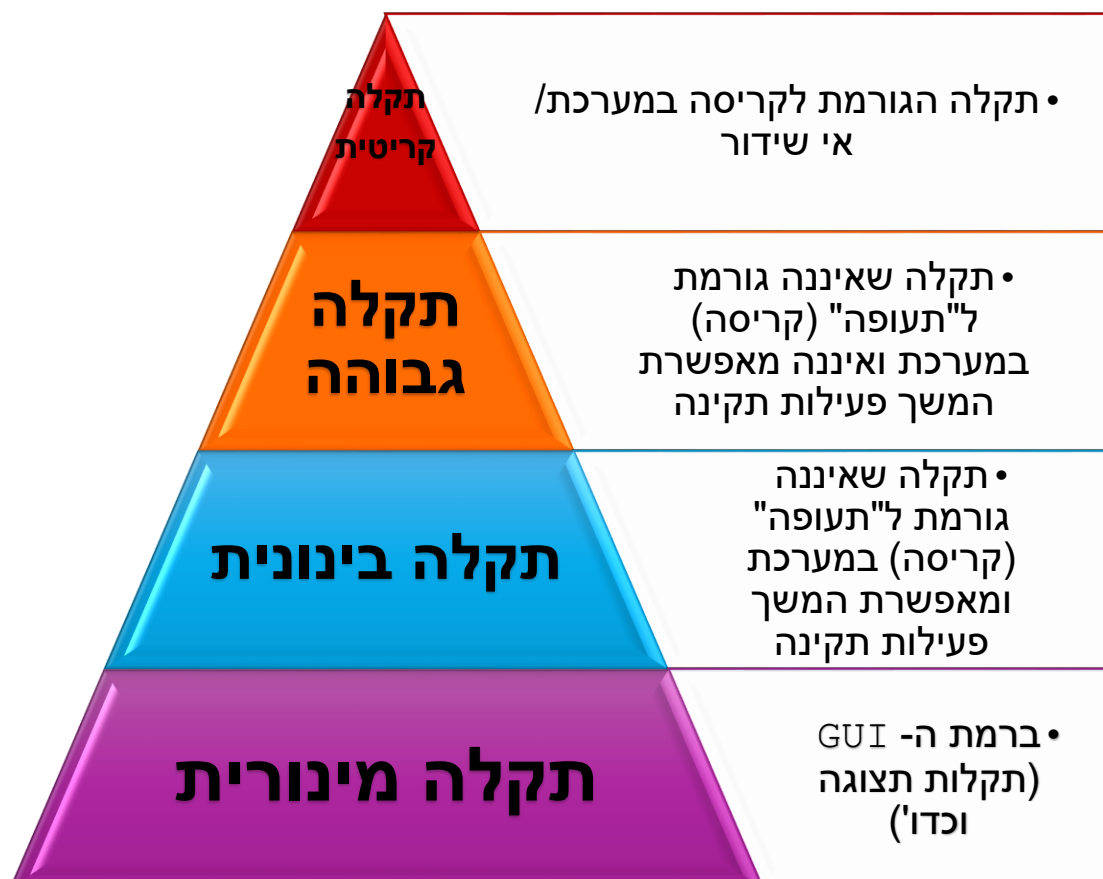 תקלה
קריטית
• תקלה הגורמת לקריסה במערכת/
אי שידור
תקלה
גבוהה
• תקלה שאיננה גורמת
ל"תעופה" (קריסה)
במערכת ואיננה מאפשרת
המשך פעילות תקינה
תקלה בינונית
• תקלה שאיננה
גורמת ל"תעופה"
(קריסה) במערכת
ומאפשרת המשך
פעילות תקינה
תקלה מינורית
• ברמת ה- GUI
(תקלות תצוגה
וכדו')